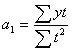 a₁ = ∑yt / ∑t²